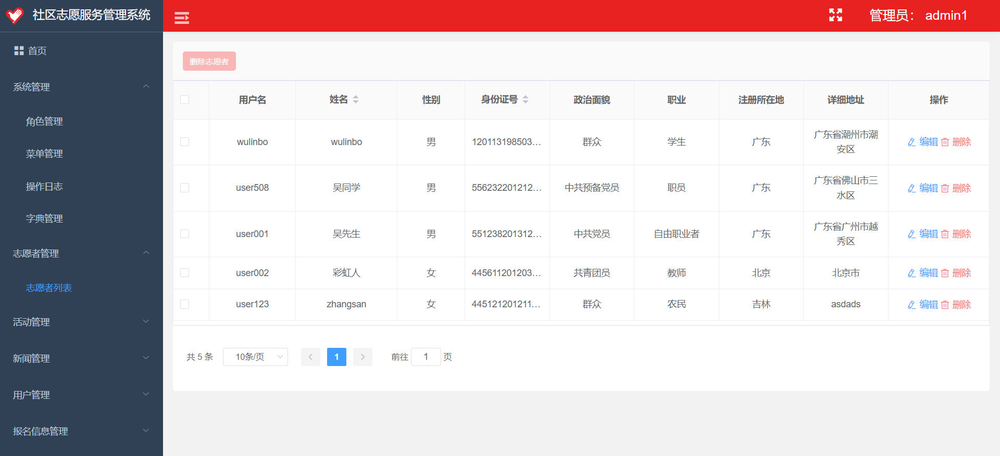 社区志愿服务管理系统
管理员： admin1
首页
系统管理
角色管理
菜单管理
操作日志
字典管理
志愿者管理
志愿者列表
活动管理
新闻管理
用户管理
报名信息管理
删除志愿者
用户名 姓名 性别 身份证号 政治面貌 职业 注册所在地 详细地址 操作
wulinbo wulinbo 男 120113198503... 群众 学生 广东 广东省潮州市潮
安区 编辑 删除
user508 吴同学 男 556232201212... 中共预备党员 职员 广东 广东省佛山市三
水区 编辑 删除
user001 吴先生 男 551238201312... 中共党员 自由职业者 广东 广东省广州市越
秀区 编辑 删除
user002 彩虹人 女 445611201203... 共青团员 教师 北京 北京市 编辑 删除
user123 zhangsan 女 445121201211... 群众 农民 吉林 asdads 编辑 删除
共 5 条 10条/页 1 前往 1 页